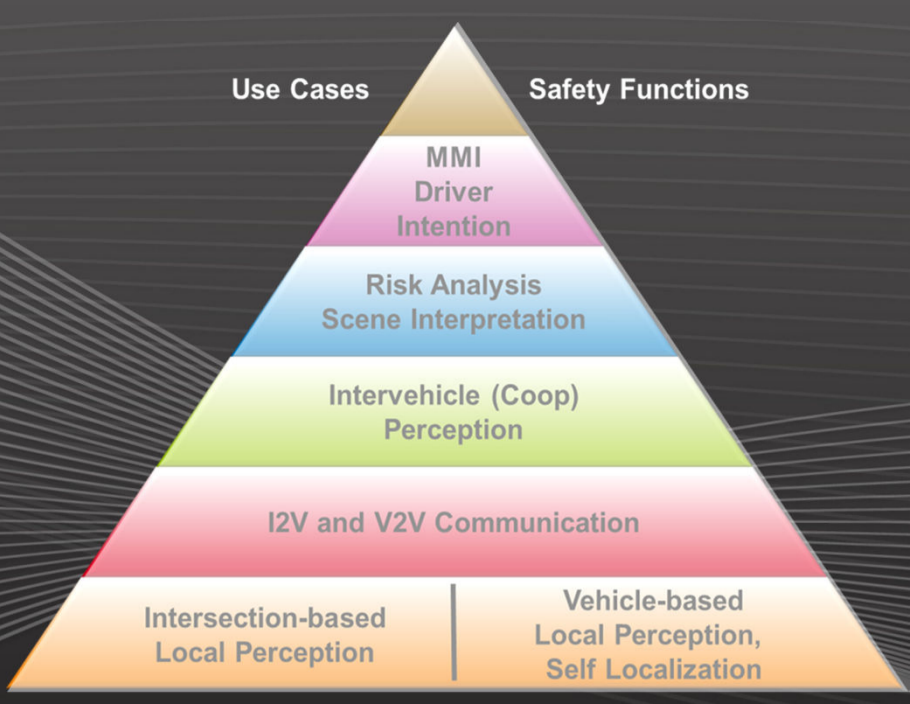 Use Cases
Safety Functions
MMI
Driver
Intention
Risk Analysis
Scene Interpretation
Intervehicle (Coop)
Perception
I2V and V2V Communication
Intersection-based
Local Perception
Vehicle-based
Local Perception,
Self Localization